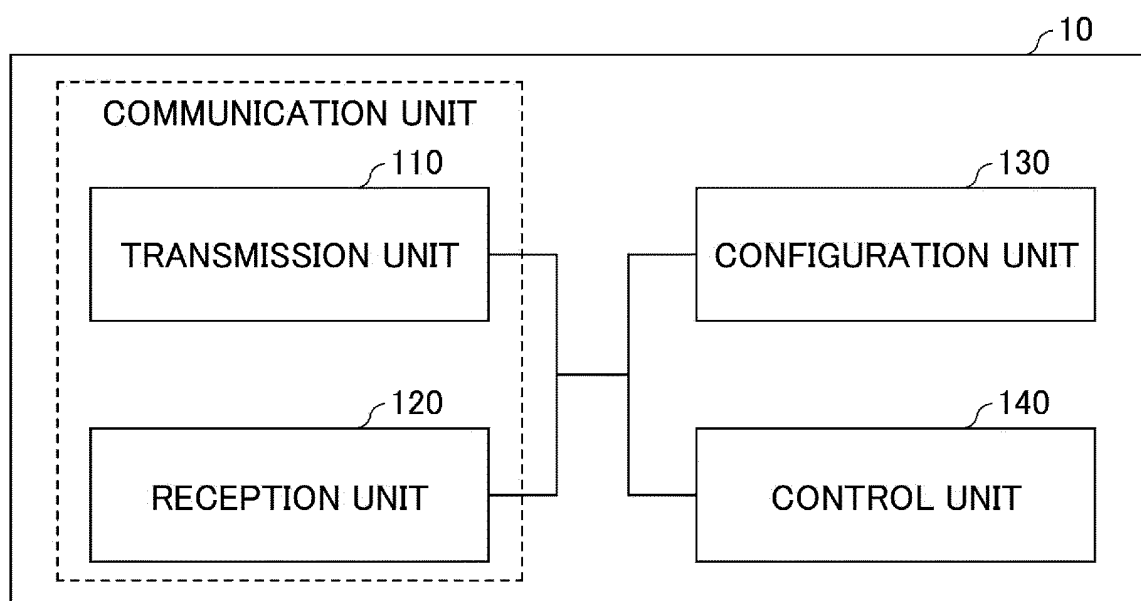 10
COMMUNICATION UNIT
110
TRANSMISSION UNIT
130
CONFIGURATION UNIT
120
RECEPTION UNIT
140
CONTROL UNIT